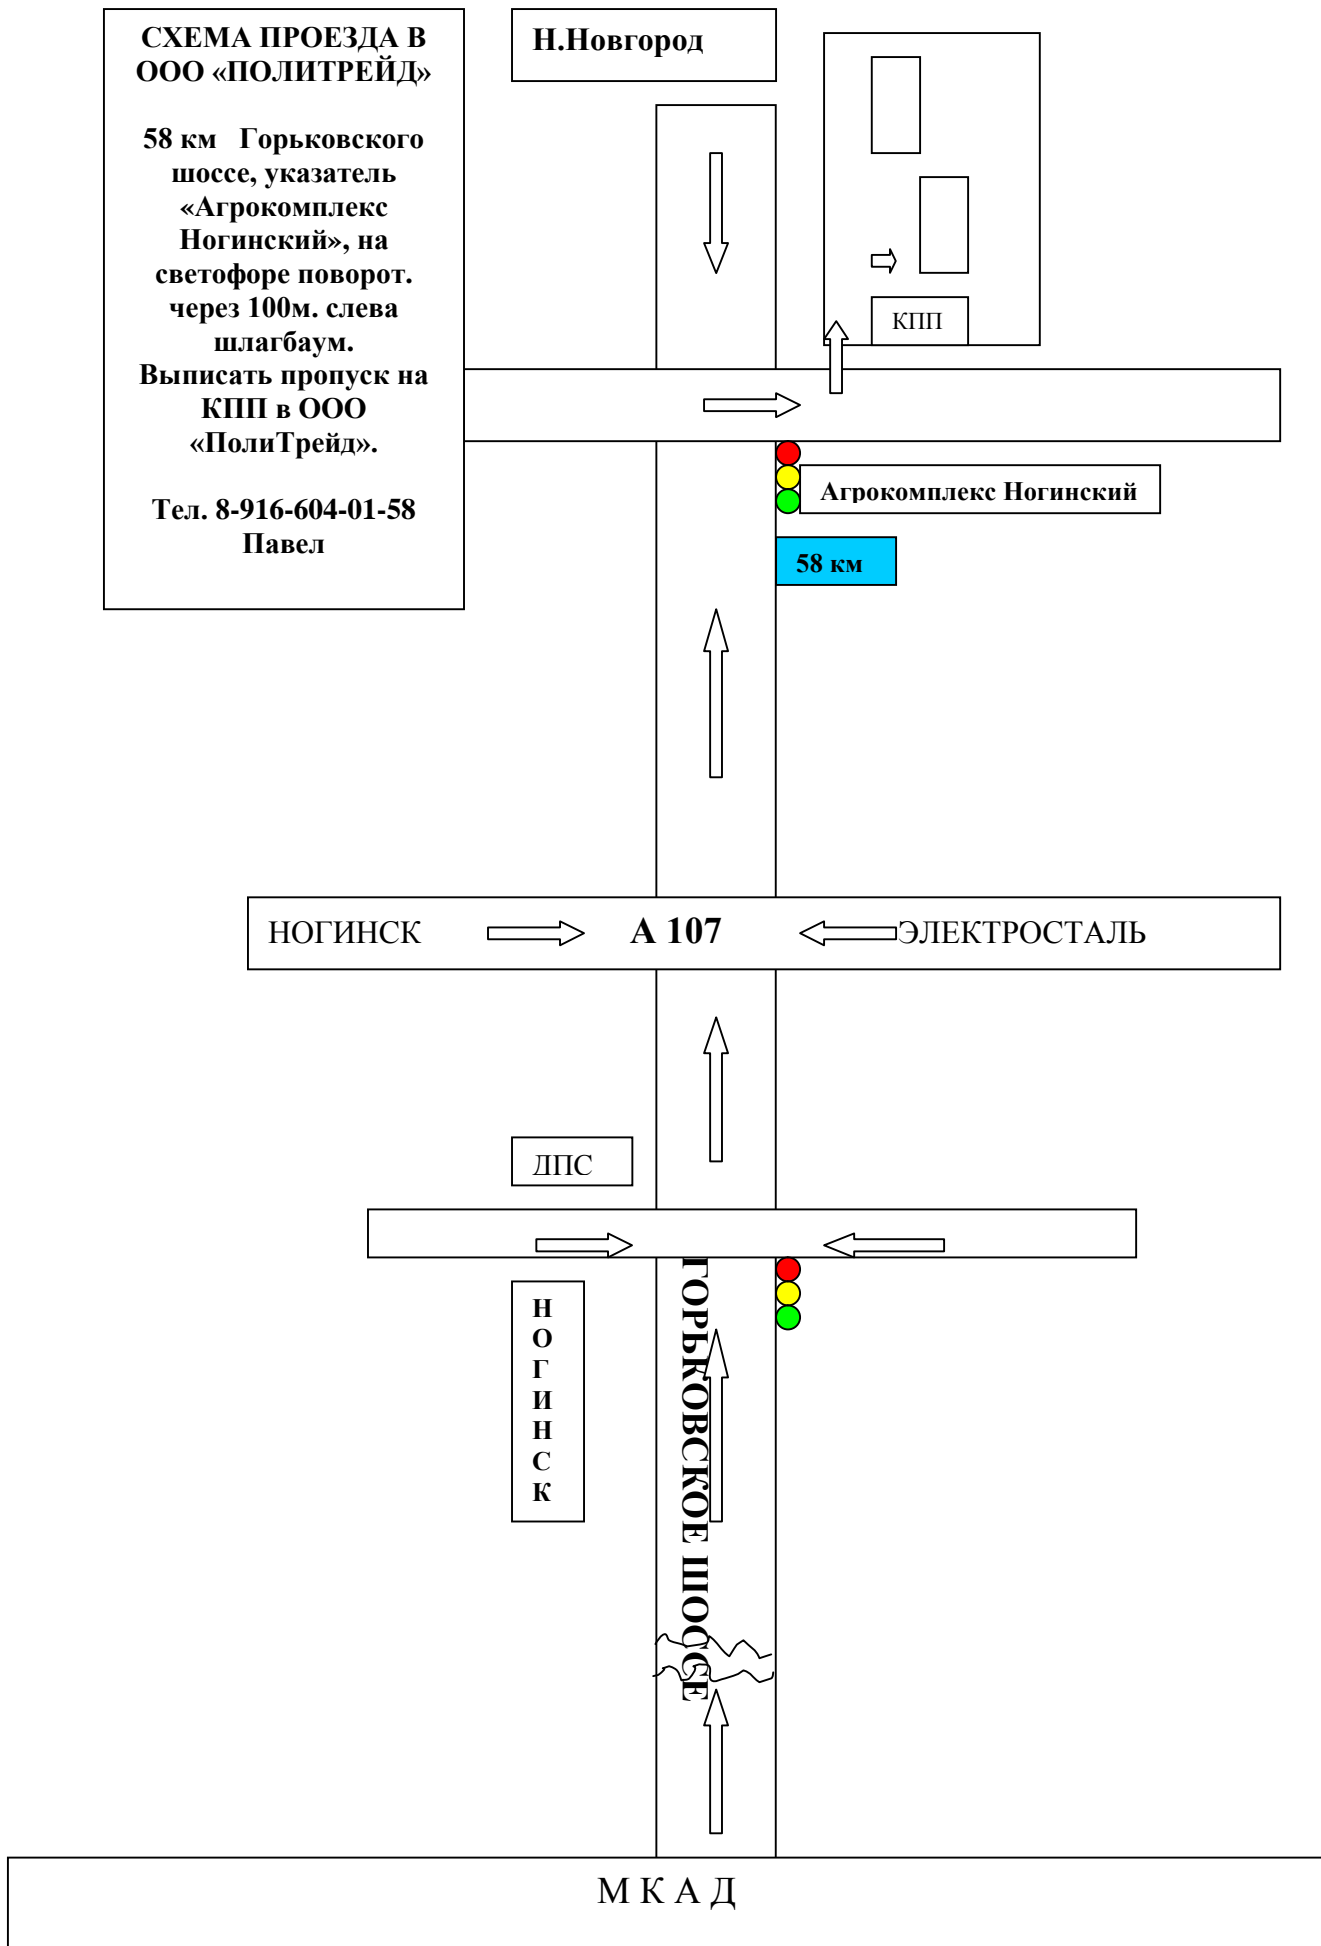 СХЕМА ПРОЕЗДА В
ООО «ПОЛИТРЕЙД»
58 км Горьковского
шоссе, указатель
«Агрокомплекс
Ногинский», на
светофоре поворот.
через 100м. слева
шлагбаум.
Выписать пропуск на
КПП в ООО
«ПолиТрейд».
Тел. 8-916-604-01-58
Павел
Н.Новгород
КПП
Агрокомплекс Ногинский
58 км
НОГИНСК
А 107
ЭЛЕКТРОСТАЛЬ
ДПС
НОГИНСК
ГОРЬКОВСКОЕ ШОССЕ
М К А Д